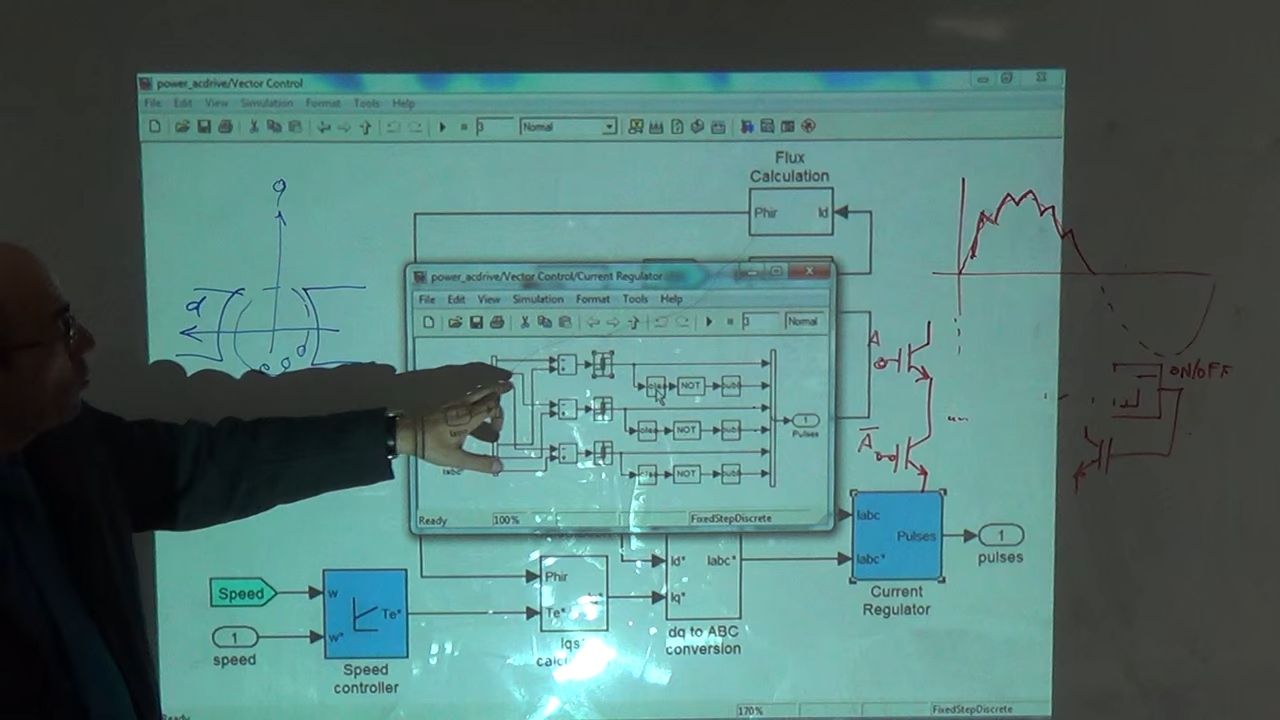 power_acdrive/Vector Control
File Edit View Simulation Format Tools Help
Normal
Flux
Calculation
Phir Id
q
d
power_acdrive/Vector Control/Current Regulator
File Edit View Simulation Format Tools Help
Normal
NOT
NOT
NOT
1
Pulses
Ready 100% FixedStepDiscrete
A
Ā
ON/OFF
Iabc
Pulses
Iabc*
1
pulses
Current
Regulator
Speed
w
Te*
w*
1
speed
Speed
controller
Phir
Te*
Id*
Iabc*
Iq*
dq to ABC
conversion
Ready 170% FixedStepDiscrete